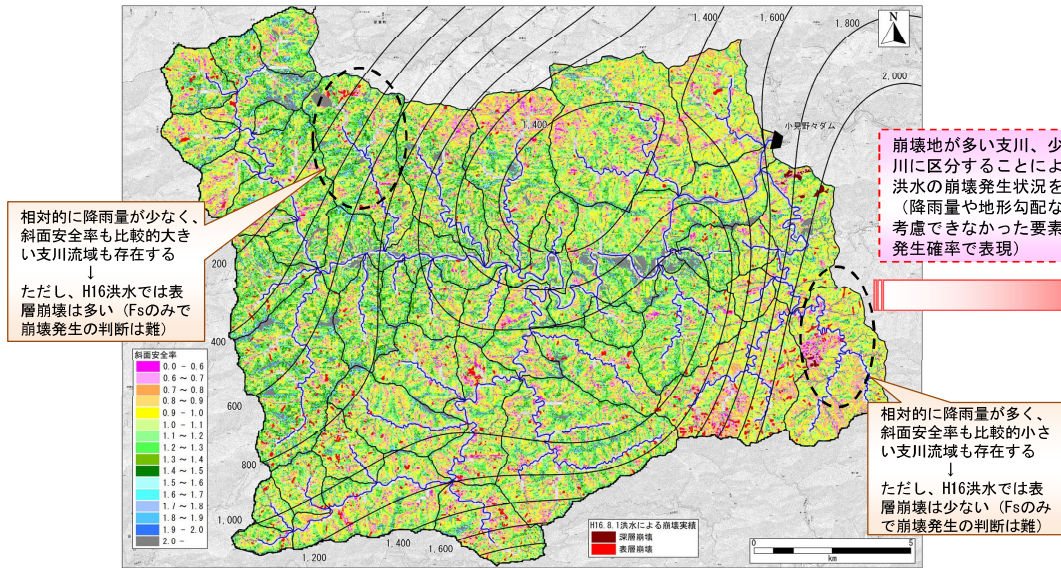 1,400
1,600
1,800
2,000
N
小見野々ダム
1,400
崩壊地が多い支川、少
川に区分することによ
洪水の崩壊発生状況を
（降雨量や地形勾配な
考慮できなかった要素
発生確率で表現）
相対的に降雨量が少なく、
斜面安全率も比較的大き
い支川流域も存在する
↓
ただし、H16洪水では表
層崩壊は多い（Fsのみで
崩壊発生の判断は難）
200
400
600
800
1,000
1,200
1,400
1,600
斜面安全率
0.0 - 0.6
0.6 ～ 0.7
0.7 ～ 0.8
0.8 ～ 0.9
0.9 - 1.0
1.0 - 1.1
1.1 ～ 1.2
1.2 ～ 1.3
1.3 ～ 1.4
1.4 ～ 1.5
1.5 ～ 1.6
1.6 ～ 1.7
1.7 ～ 1.8
1.8 ～ 1.9
1.9 - 2.0
2.0 -
相対的に降雨量が多く、
斜面安全率も比較的小さ
い支川流域も存在する
↓
ただし、H16洪水では表
層崩壊は少ない（Fsのみ
で崩壊発生の判断は難）
H16.8.1洪水による崩壊実績
深層崩壊
表層崩壊
0
5
km